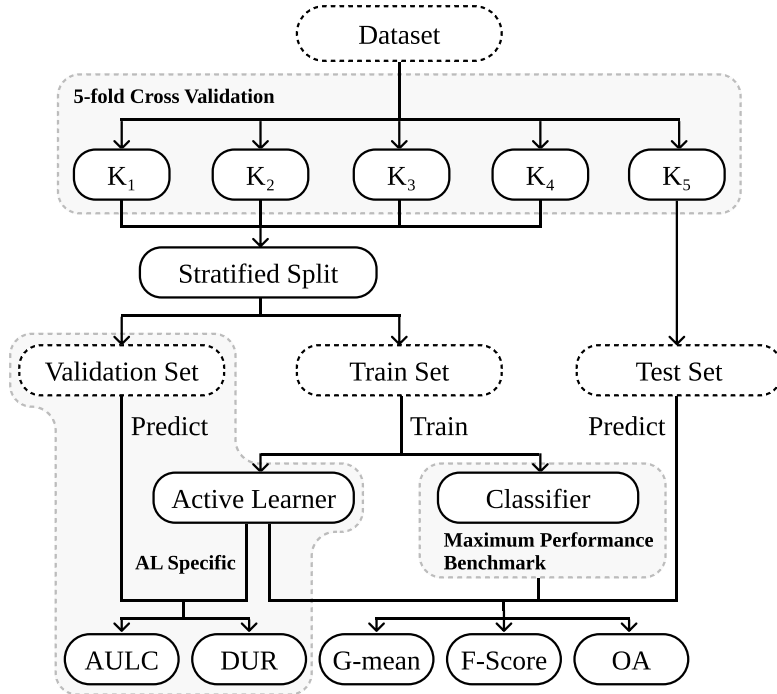 Dataset
5-fold Cross Validation
K1 K2 K3 K4 K5
Stratified Split
Validation Set Train Set Test Set
Predict Train Predict
Active Learner Classifier
Maximum Performance
Benchmark
AL Specific
AULC DUR G-mean F-Score OA